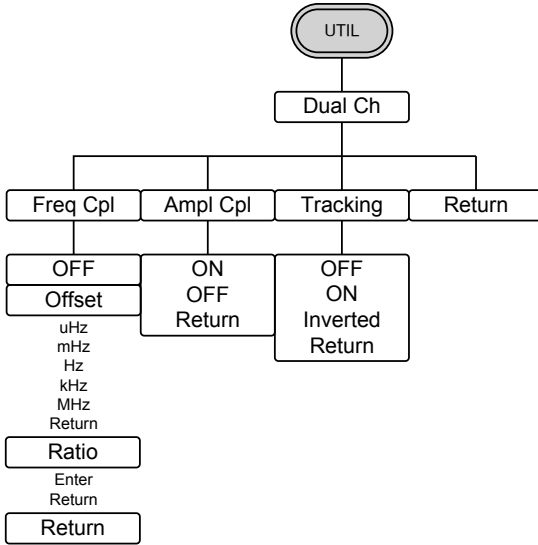 UTIL
Dual Ch
Freq Cpl
Ampl Cpl
Tracking
Return
OFF
Offset
uHz
mHz
Hz
kHz
MHz
Return
Ratio
Enter
Return
Return
ON
OFF
Return
OFF
ON
Inverted
Return